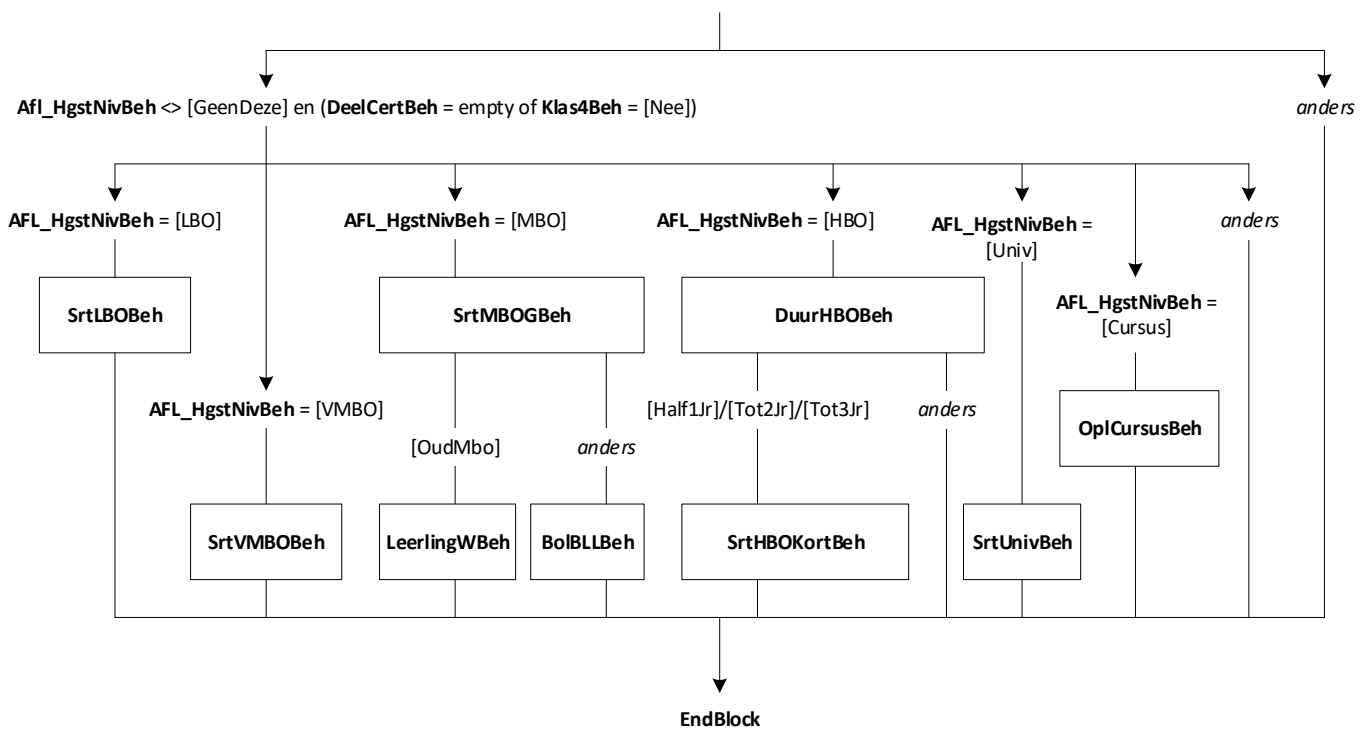 Afl_HgstNivBeh <> [GeenDeze] en (DeelCertBeh = empty of Klas4Beh = [Nee])
anders
AFL_HgstNivBeh = [LBO]
AFL_HgstNivBeh = [MBO]
AFL_HgstNivBeh = [HBO]
AFL_HgstNivBeh =
[Univ]
anders
SrtLBOBeh
SrtMBOGBeh
DuurHBOBeh
AFL_HgstNivBeh =
[Cursus]
AFL_HgstNivBeh = [VMBO]
[Half1Jr]/[Tot2Jr]/[Tot3Jr]
anders
OplCursusBeh
[OudMbo]
anders
SrtVMBOBeh
LeerlingWBeh
BolBLLBeh
SrtHBOKortBeh
SrtUnivBeh
EndBlock